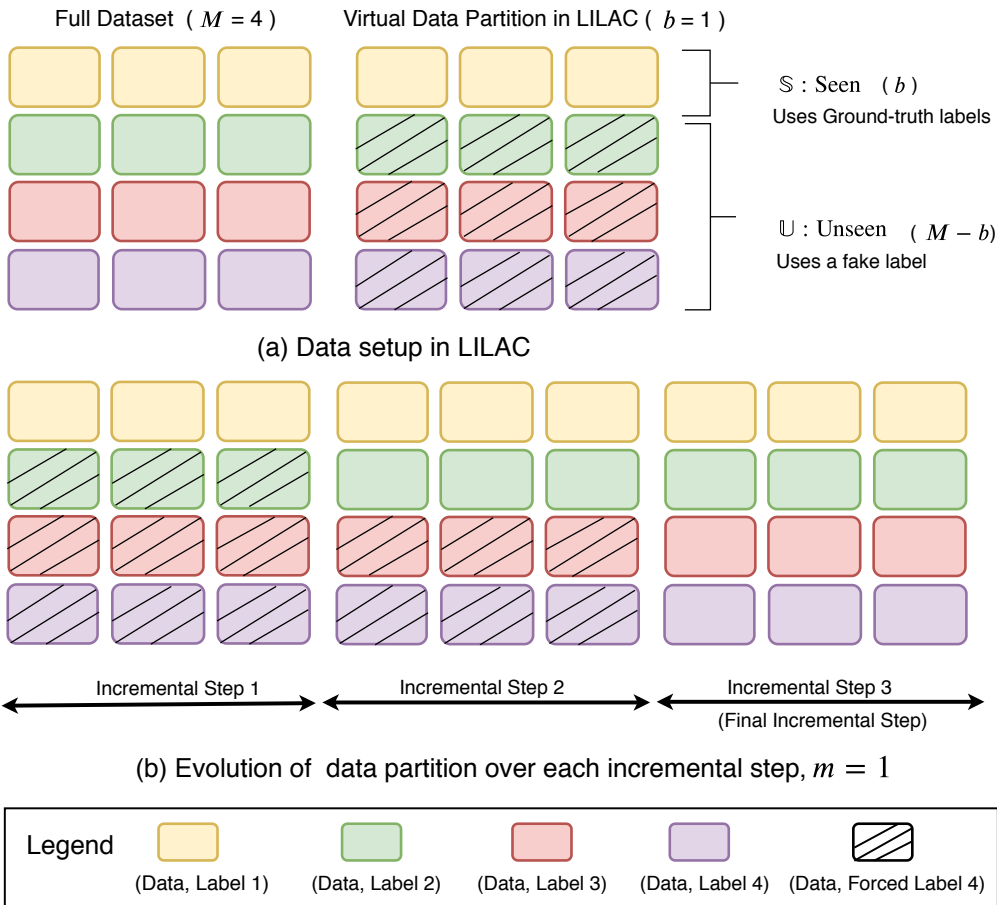 Full Dataset ( M = 4 )
Virtual Data Partition in LILAC ( b = 1 )
𝕊 : Seen ( b )
Uses Ground-truth labels
𝕌 : Unseen ( M − b )
Uses a fake label
(a) Data setup in LILAC
Incremental Step 1
Incremental Step 2
Incremental Step 3
(Final Incremental Step)
(b) Evolution of data partition over each incremental step, m = 1
Legend
(Data, Label 1)
(Data, Label 2)
(Data, Label 3)
(Data, Label 4)
(Data, Forced Label 4)